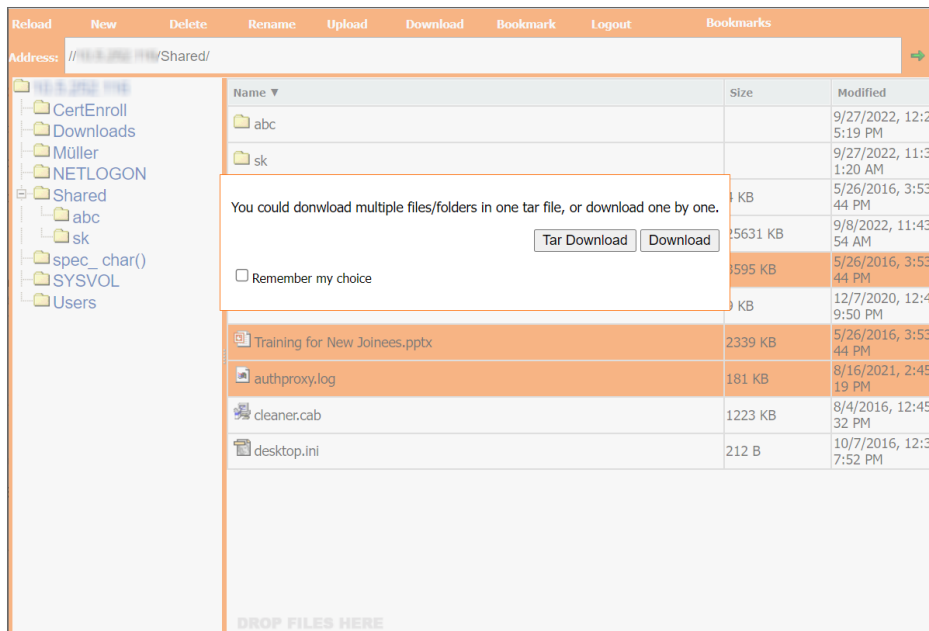 Reload New Delete Rename Upload Download Bookmark Logout Bookmarks
Address: // /Shared/
Name ▼ Size Modified
CertEnroll
Downloads
Müller
NETLOGON
Shared
abc
sk
spec_ char()
SYSVOL
Users
abc 9/27/2022, 12:2
5:19 PM
sk 9/27/2022, 11:3
1:20 AM
KB 5/26/2016, 3:53
44 PM
25631 KB 9/8/2022, 11:43
54 AM
3595 KB 5/26/2016, 3:53
44 PM
KB 12/7/2020, 12:4
9:50 PM
You could donwload multiple files/folders in one tar file, or download one by one.
Tar Download Download
Remember my choice
Training for New Joinees.pptx 2339 KB 5/26/2016, 3:53
44 PM
authproxy.log 181 KB 8/16/2021, 2:45
19 PM
cleaner.cab 1223 KB 8/4/2016, 12:45
32 PM
desktop.ini 212 B 10/7/2016, 12:3
7:52 PM
DROP FILES HERE